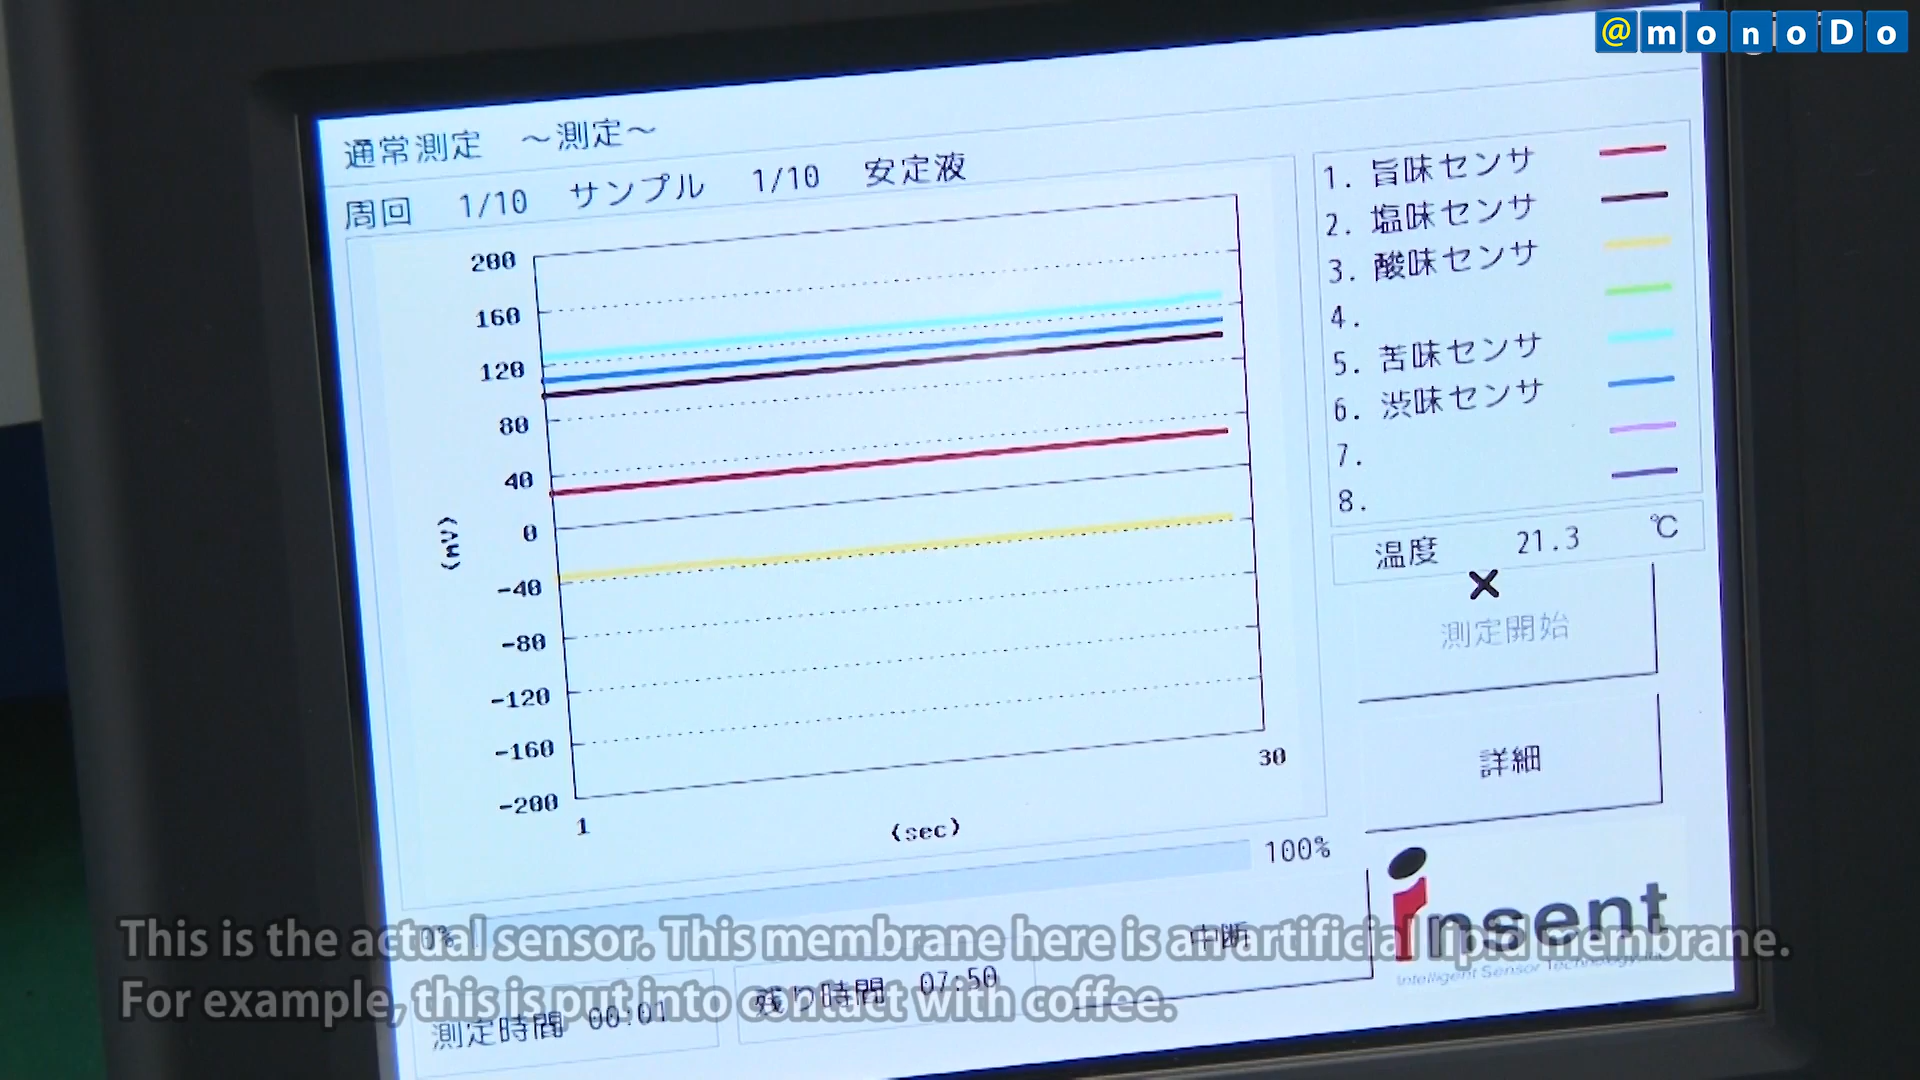 @monoDo
通常測定 ～測定～
周回 1/10 サンプル 1/10 安定液
200
160
120
80
40
0
-40
-80
-120
-160
-200
(mV)
1
30
(sec)
1. 旨味センサ
2. 塩味センサ
3. 酸味センサ
4.
5. 苦味センサ
6. 渋味センサ
7.
8.
温度 21.3 ℃
測定開始
詳細
0%
100%
中断
insent
Intelligent Sensor Technology, Inc.
測定時間 00:01
残り時間 07:50
This is the actual sensor. This membrane here is an artificial lipid membrane.
For example, this is put into contact with coffee.